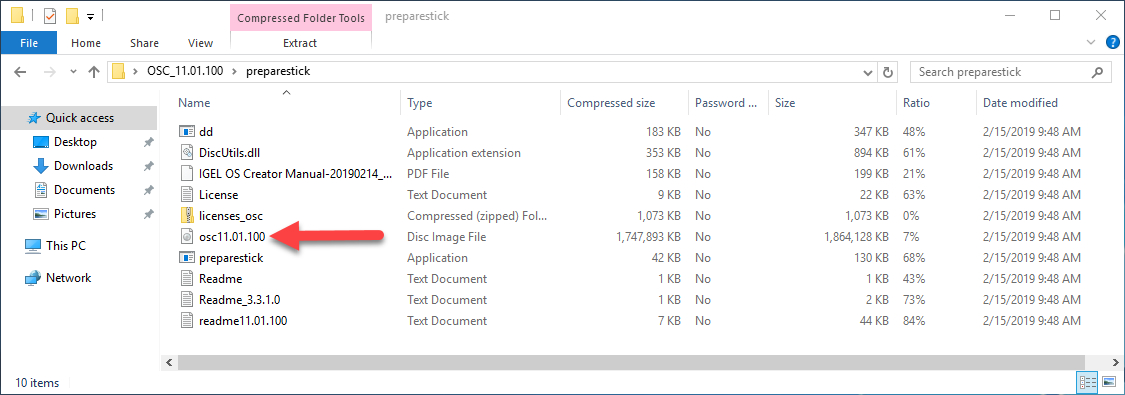 Compressed Folder Tools preparestick
File Home Share View Extract
OSC_11.01.100 preparestick Search preparestick
Name Type Compressed size Password ... Size Ratio Date modified
Quick access
Desktop
Downloads
Documents
Pictures
This PC
Network
dd Application 183 KB No 347 KB 48% 2/15/2019 9:48 AM
DiscUtils.dll Application extension 353 KB No 894 KB 61% 2/15/2019 9:48 AM
IGEL OS Creator Manual-20190214_... PDF File 158 KB No 199 KB 21% 2/15/2019 9:48 AM
License Text Document 9 KB No 22 KB 63% 2/15/2019 9:48 AM
licenses_osc Compressed (zipped) Fol... 1,073 KB No 1,073 KB 0% 2/15/2019 9:48 AM
osc11.01.100 Disc Image File 1,747,893 KB No 1,864,128 KB 7% 2/15/2019 9:48 AM
preparestick Application 42 KB No 130 KB 68% 2/15/2019 9:48 AM
Readme Text Document 1 KB No 1 KB 43% 2/15/2019 9:48 AM
Readme_3.3.1.0 Text Document 1 KB No 2 KB 73% 2/15/2019 9:48 AM
readme11.01.100 Text Document 7 KB No 44 KB 84% 2/15/2019 9:48 AM
10 items